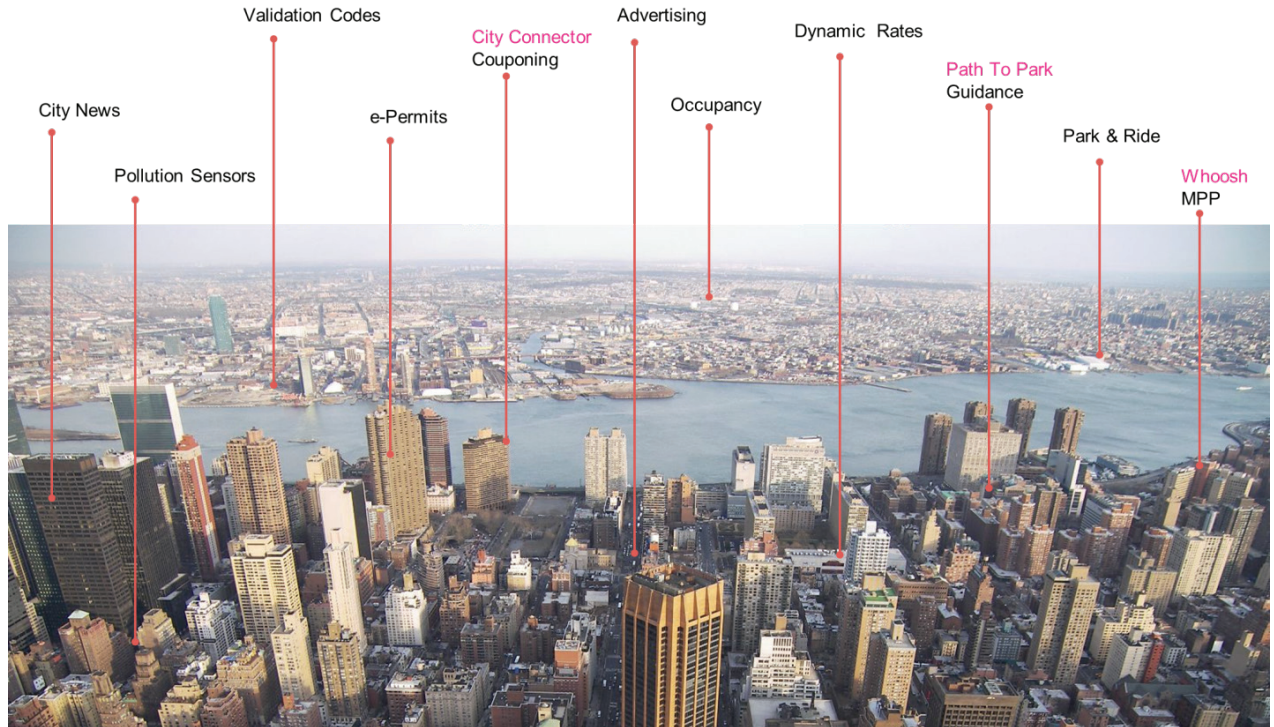 City News
Pollution Sensors
Validation Codes
e-Permits
City Connector
Couponing
Advertising
Occupancy
Dynamic Rates
Path To Park
Guidance
Park & Ride
Whoosh
MPP